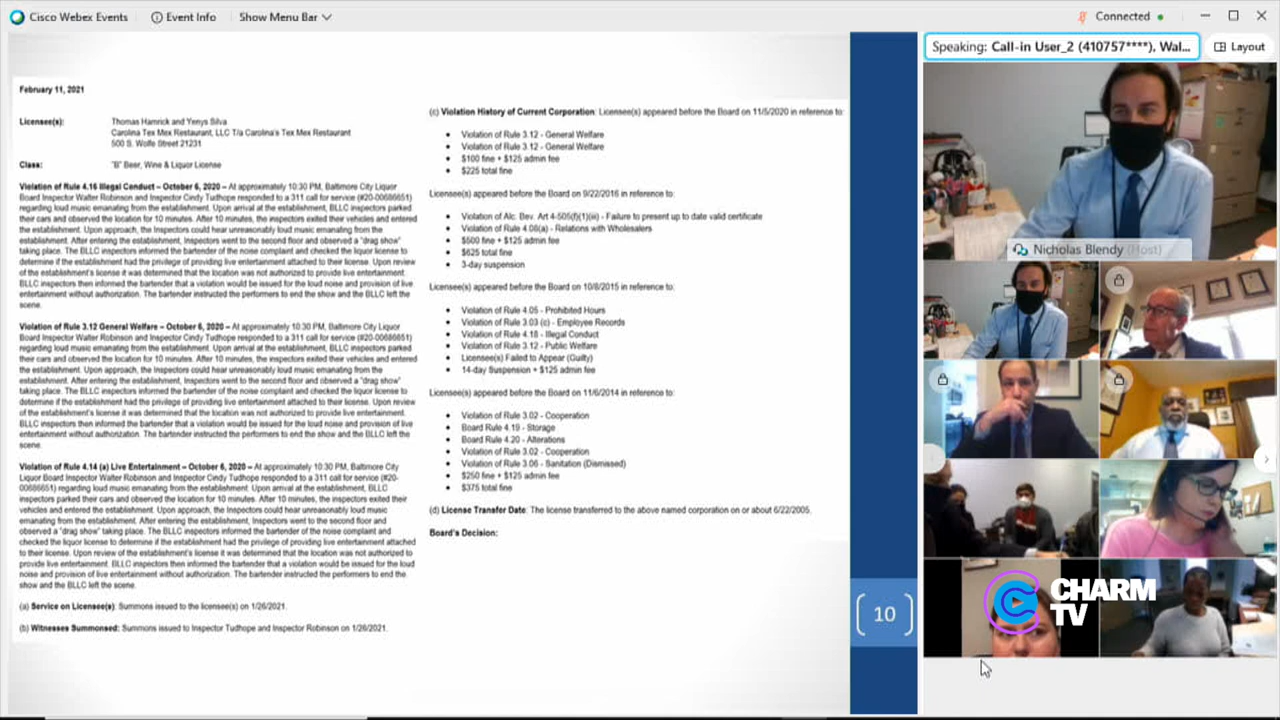 Cisco Webex Events
Event Info
Show Menu Bar
Connected
Speaking: Call-in User_2 (410757****), Wal...
Layout
February 11, 2021
Licensee(s): Thomas Hamrick and Yenys Silva
Carolina Tex Mex Restaurant, LLC T/a Carolina's Tex Mex Restaurant
500 S. Wolfe Street 21231
Class: "B" Beer, Wine & Liquor License
Violation of Rule 4.16 Illegal Conduct – October 6, 2020 – At approximately 10:30 PM, Baltimore City Liquor
Board Inspector Walter Robinson and Inspector Cindy Tudhope responded to a 311 call for service (#20-00686651)
regarding loud music emanating from the establishment. Upon arrival at the establishment, inspectors parked
their cars and observed the location for 10 minutes. After 10 minutes, the inspectors exited their vehicles and entered
the establishment. Upon approach, the Inspectors could hear unreasonably loud music emanating from the
establishment. After entering the establishment, Inspectors went to the second floor and observed a "drag show"
taking place. The BLLC inspectors informed the bartender of the noise complaint and checked the liquor license to
determine if the establishment had the privilege of providing live entertainment attached to their license. Upon review
of the establishment's license it was determined that the location was not authorized to provide live entertainment.
BLLC inspectors then informed the bartender that a violation would be issued for the loud noise and provision of live
entertainment without authorization. The bartender instructed the performers to end the show and the BLLC left the
scene.
Violation of Rule 3.12 General Welfare – October 6, 2020 – At approximately 10:30 PM, Baltimore City Liquor
Board Inspector Walter Robinson and Inspector Cindy Tudhope responded to a 311 call for service (#20-00686651)
regarding loud music emanating from the establishment. Upon arrival at the establishment, inspectors parked
their cars and observed the location for 10 minutes. After 10 minutes, the inspectors exited their vehicles and entered
the establishment. Upon approach, the Inspectors could hear unreasonably loud music emanating from the
establishment. After entering the establishment, Inspectors went to the second floor and observed a "drag show"
taking place. The BLLC inspectors informed the bartender of the noise complaint and checked the liquor license to
determine if the establishment had the privilege of providing live entertainment attached to their license. Upon review
of the establishment's license it was determined that the location was not authorized to provide live entertainment.
BLLC inspectors then informed the bartender that a violation would be issued for the loud noise and provision of live
entertainment without authorization. The bartender instructed the performers to end the show and the BLLC left the
scene.
Violation of Rule 4.14 (a) Live Entertainment – October 6, 2020 – At approximately 10:30 PM, Baltimore City
Liquor Board Inspector Walter Robinson and Inspector Cindy Tudhope responded to a 311 call for service (#20-
00686651) regarding loud music emanating from the establishment. Upon arrival at the establishment,
inspectors parked their cars and observed the location for 10 minutes. After 10 minutes, the inspectors exited their
vehicles and entered the establishment. Upon approach, the Inspectors could hear unreasonably loud music
emanating from the establishment. After entering the establishment, Inspectors went to the second floor and
observed a "drag show" taking place. The BLLC inspectors informed the bartender of the noise complaint and
checked the liquor license to determine if the establishment had the privilege of providing live entertainment attached
to their license. Upon review of the establishment's license it was determined that the location was not authorized to
provide live entertainment. BLLC inspectors then informed the bartender that a violation would be issued for the loud
noise and provision of live entertainment without authorization. The bartender instructed the performers to end the
show and the BLLC left the scene.
(a) Service on Licensee(s): Summons issued to the licensee(s) on 1/26/2021.
(b) Witnesses Summonsed: Summons issued to Inspector Tudhope and Inspector Robinson on 1/26/2021.
(c) Violation History of Current Corporation: Licensee(s) appeared before the Board on 11/5/2020 in reference to:
• Violation of Rule 3.12 - General Welfare
• Violation of Rule 3.12 - General Welfare
• $100 fine + $125 admin fee
• $225 total fine
Licensee(s) appeared before the Board on 9/22/2016 in reference to:
• Violation of Alc. Bev. Art 4-505(f)(1)(iii) - Failure to present up to date valid certificate
• Violation of Rule 4.08(a) - Relations with Wholesalers
• $500 fine + $125 admin fee
• $625 total fine
• 3-day suspension
Licensee(s) appeared before the Board on 10/8/2015 in reference to:
• Violation of Rule 4.05 - Prohibited Hours
• Violation of Rule 3.03 (c) - Employee Records
• Violation of Rule 4.18 - Illegal Conduct
• Violation of Rule 3.12 - Public Welfare
• Licensee(s) Failed to Appear (Guilty)
• 14-day Suspension + $125 admin fee
Licensee(s) appeared before the Board on 11/6/2014 in reference to:
• Violation of Rule 3.02 - Cooperation
• Board Rule 4.19 - Storage
• Board Rule 4.20 - Alterations
• Violation of Rule 3.02 - Cooperation
• Violation of Rule 3.06 - Sanitation (Dismissed)
• $250 fine + $125 admin fee
• $375 total fine
(d) License Transfer Date: The license transferred to the above named corporation on or about 6/22/2005.
Board's Decision:
10
Nicholas Blendy (Host)
CHARM
TV